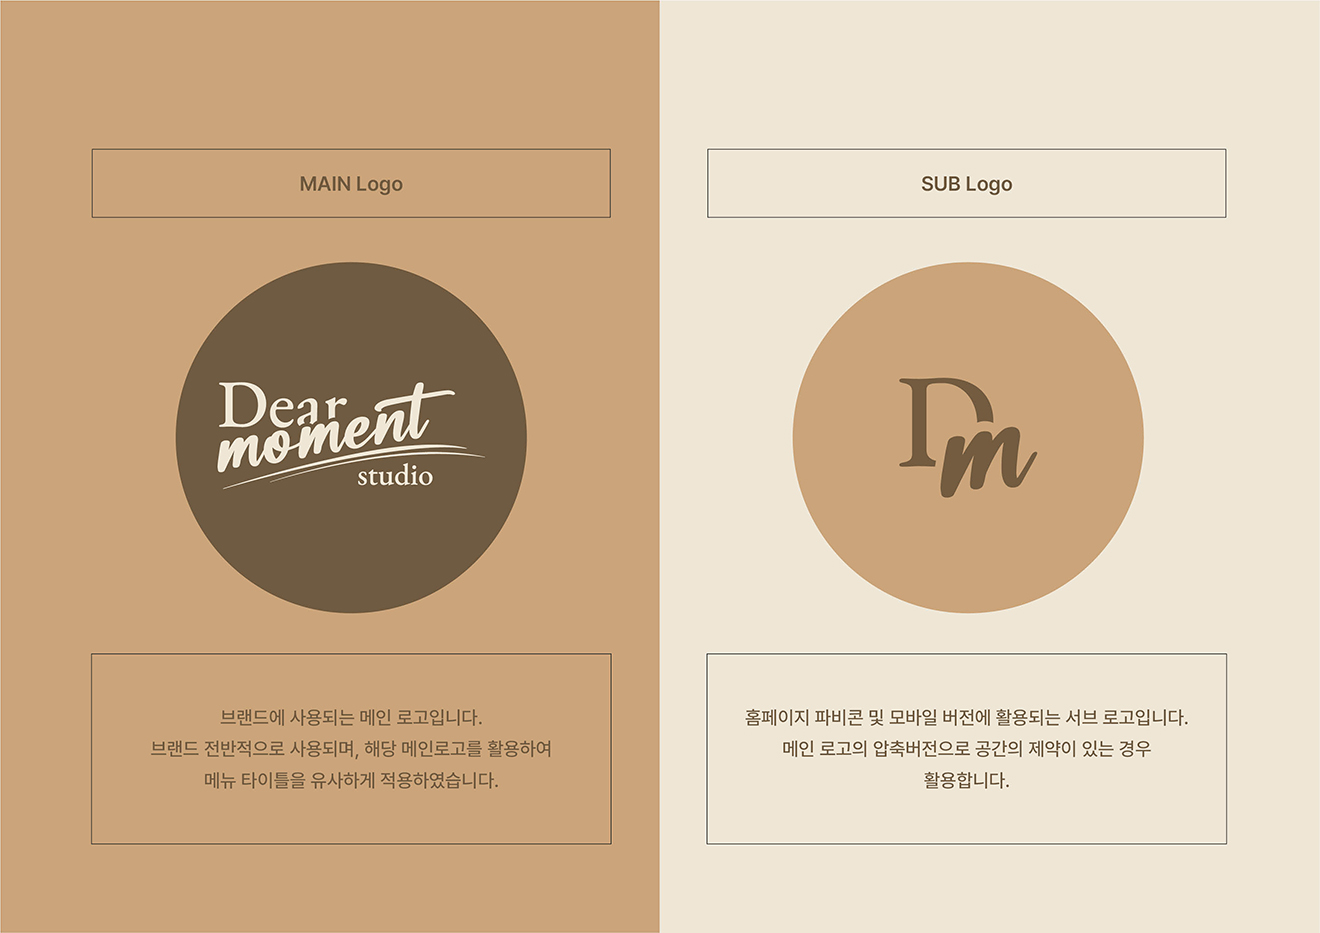 MAIN Logo
Dear
moment
studio
브랜드에 사용되는 메인 로고입니다.
브랜드 전반적으로 사용되며, 해당 메인로고를 활용하여
메뉴 타이틀을 유사하게 적용하였습니다.
SUB Logo
Dm
홈페이지 파비콘 및 모바일 버전에 활용되는 서브 로고입니다.
메인 로고의 압축버전으로 공간의 제약이 있는 경우
활용합니다.